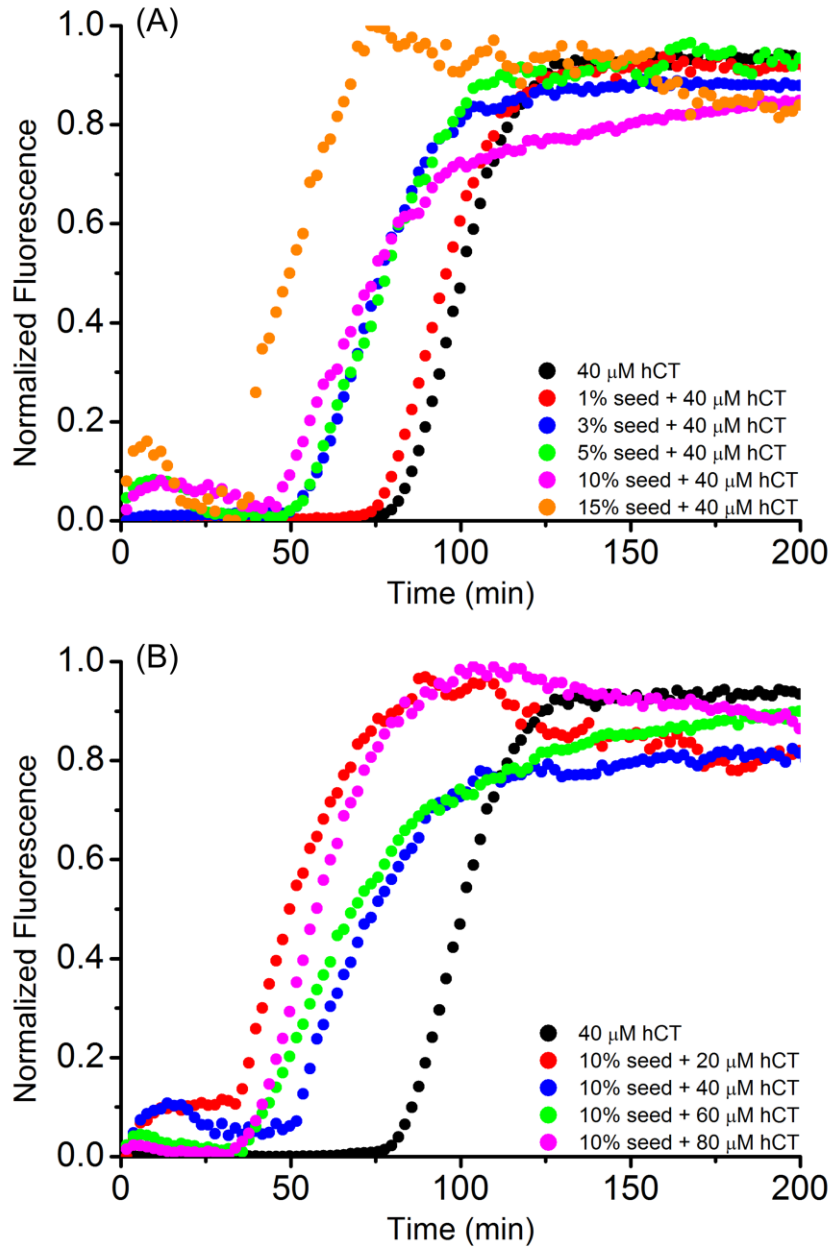 (A)
Normalized Fluorescence
1.0
0.8
0.6
0.4
0.2
0.0
40 μM hCT
1% seed + 40 μM hCT
3% seed + 40 μM hCT
5% seed + 40 μM hCT
10% seed + 40 μM hCT
15% seed + 40 μM hCT
0 50 100 150 200
Time (min)
(B)
Normalized Fluorescence
1.0
0.8
0.6
0.4
0.2
0.0
40 μM hCT
10% seed + 20 μM hCT
10% seed + 40 μM hCT
10% seed + 60 μM hCT
10% seed + 80 μM hCT
0 50 100 150 200
Time (min)